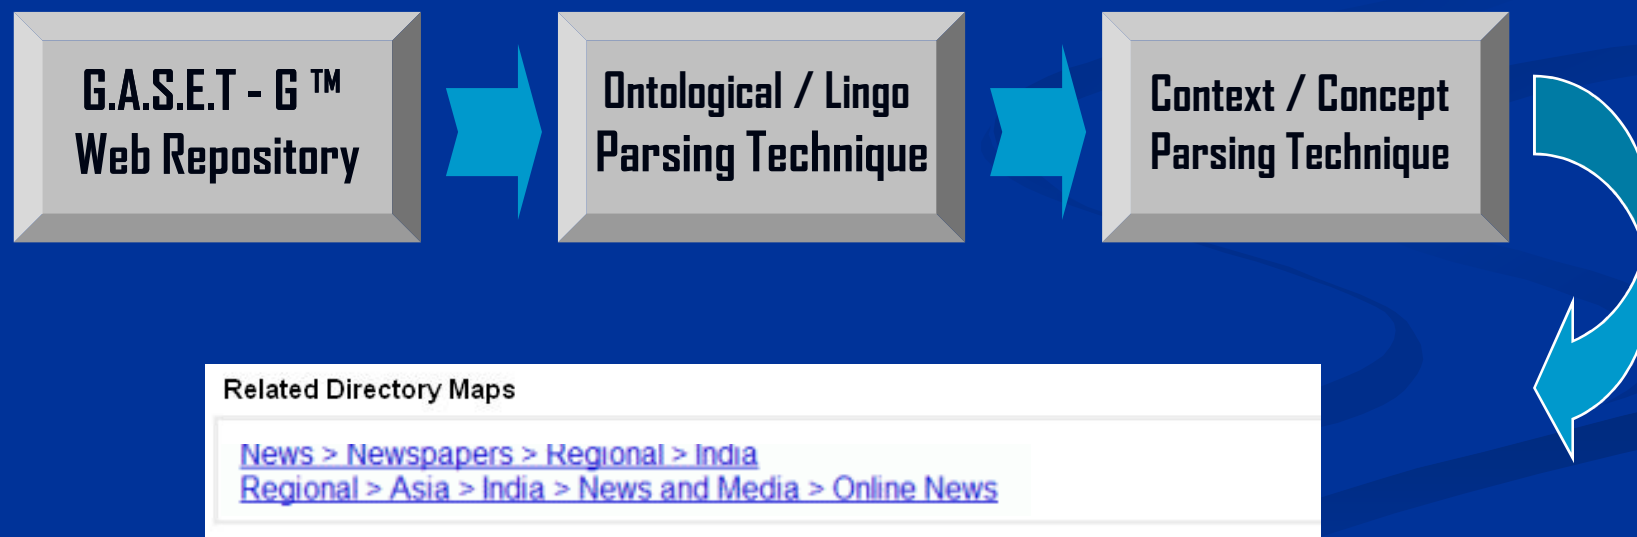 G.A.S.E.T - G ™
Web Repository
Ontological / Lingo
Parsing Technique
Context / Concept
Parsing Technique
Related Directory Maps
News > Newspapers > Regional > India
Regional > Asia > India > News and Media > Online News